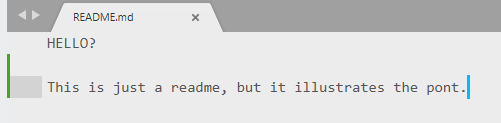 README.md
HELLO?
This is just a readme, but it illustrates the pont.